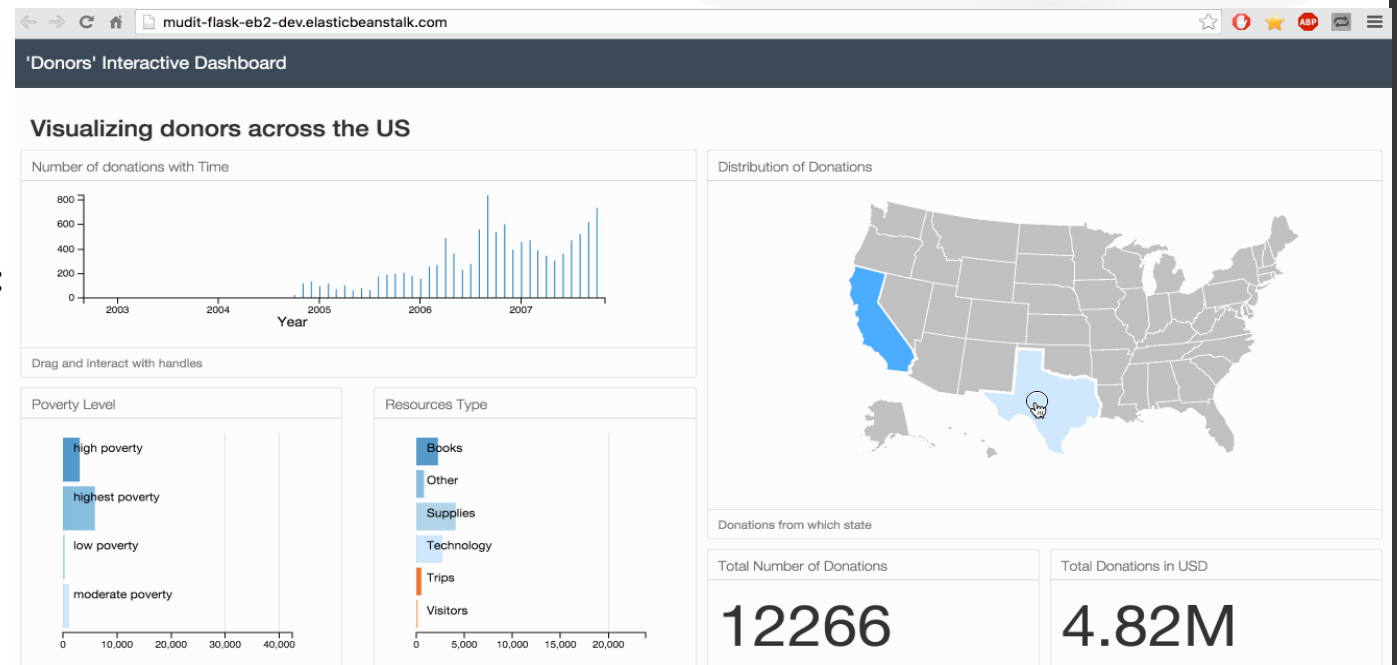 mudit-flask-eb2-dev.elasticbeanstalk.com
ABP
'Donors' Interactive Dashboard
Visualizing donors across the US
Number of donations with Time
800
600
400
200
0
2003 2004 2005 2006 2007
Year
Drag and interact with handles
Distribution of Donations
Donations from which state
Poverty Level
high poverty
highest poverty
low poverty
moderate poverty
0 10,000 20,000 30,000 40,000
Resources Type
Books
Other
Supplies
Technology
Trips
Visitors
0 5,000 10,000 15,000 20,000
Total Number of Donations
12266
Total Donations in USD
4.82M